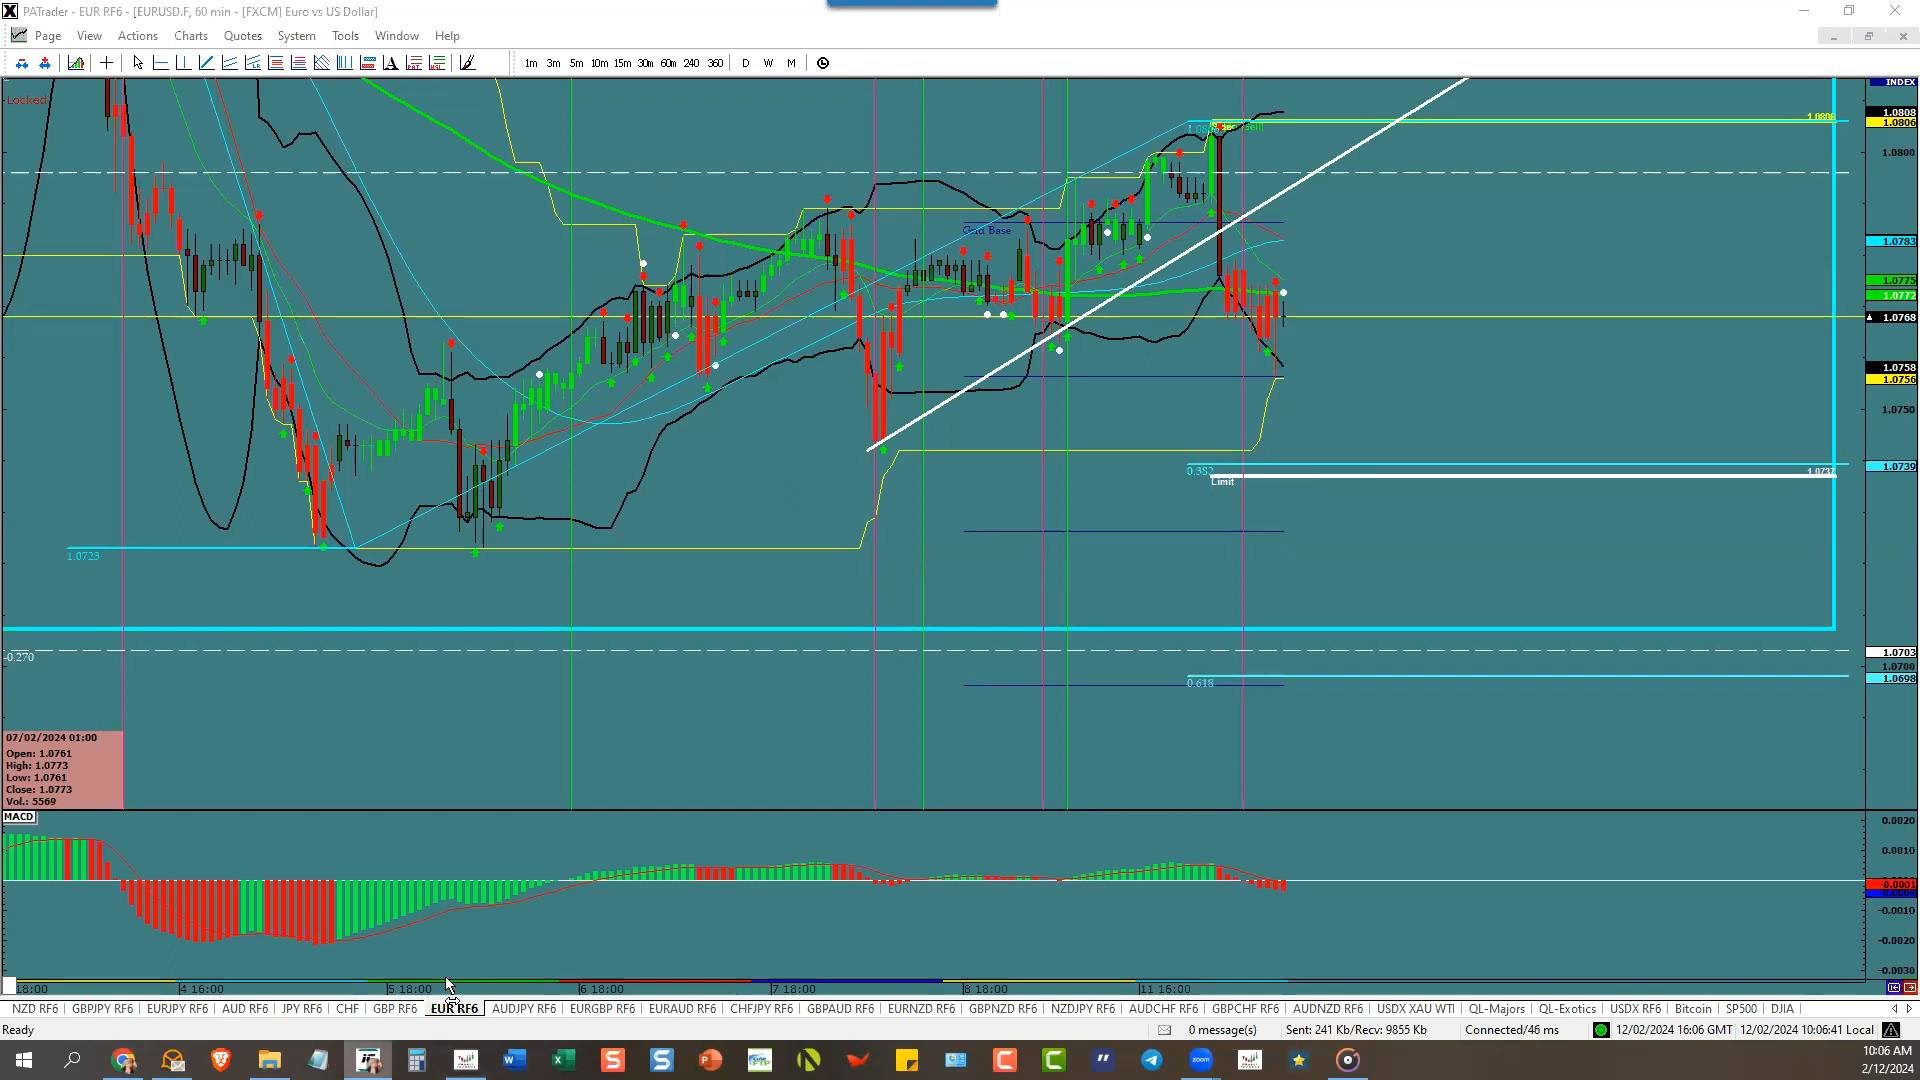 PATrader - EUR RF6 - [EURUSD.F, 60 min - [FXCM] Euro vs US Dollar]
Page View Actions Charts Quotes System Tools Window Help
1m 3m 5m 10m 15m 30m 60m 240 360 D W M
INDEX
Locked
1.0808
1.0806
1.0806
1.0800
Grid Base
1.0783
1.0775
1.0772
1.0768
1.0758
1.0756
1.0750
0.382
1.0737
1.0739
Limit
1.0723
-0.270
1.0703
1.0700
0.618
1.0698
07/02/2024 01:00
Open: 1.0761
High: 1.0773
Low: 1.0761
Close: 1.0773
Vol.: 5569
MACD
0.0020
0.0010
-0.0001
-0.0010
-0.0020
-0.0030
18:00 4 16:00 5 18:00 6 18:00 7 18:00 8 18:00 11 16:00
NZD RF6 GBPJPY RF6 EURJPY RF6 AUD RF6 JPY RF6 CHF GBP RF6 EUR RF6 AUDJPY RF6 EURGBP RF6 EURAUD RF6 CHFJPY RF6 GBPAUD RF6 EURNZD RF6 GBPNZD RF6 NZDJPY RF6 AUDCHF RF6 GBPCHF RF6 AUDNZD RF6 USDX XAU WTI QL-Majors QL-Exotics USDX RF6 Bitcoin SP500 DJIA
Ready 0 message(s) Sent: 241 Kb/Recv: 9855 Kb Connected/46 ms 12/02/2024 16:06 GMT 12/02/2024 10:06:41 Local
10:06 AM
2/12/2024